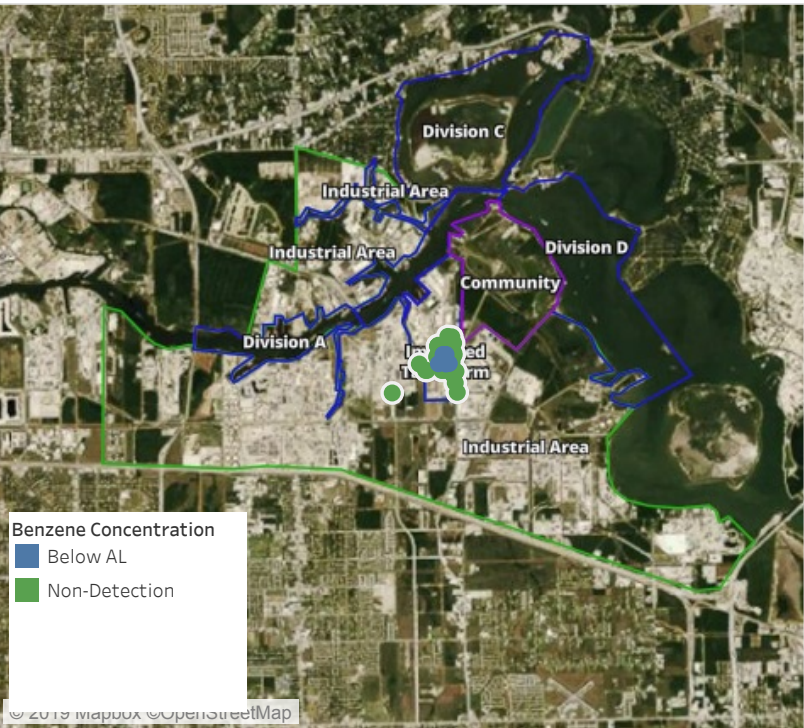 Division C
Industrial Area
Division D
Industrial Area
Community
Division A
Industrial Area
Benzene Concentration
Below AL
Non-Detection
© 2019 Mapbox ©OpenStreetMap